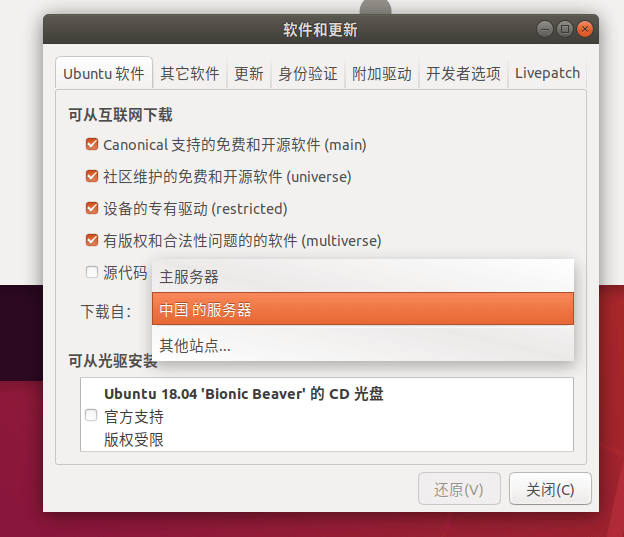 软件和更新
Ubuntu 软件 其它软件 更新 身份验证 附加驱动 开发者选项 Livepatch
可从互联网下载
Canonical 支持的免费和开源软件 (main)
社区维护的免费和开源软件 (universe)
设备的专有驱动 (restricted)
有版权和合法性问题的的软件 (multiverse)
源代码
主服务器
下载自：
中国 的服务器
其他站点...
可从光驱安装
Ubuntu 18.04 'Bionic Beaver' 的 CD 光盘
官方支持
版权受限
还原(V) 关闭(C)